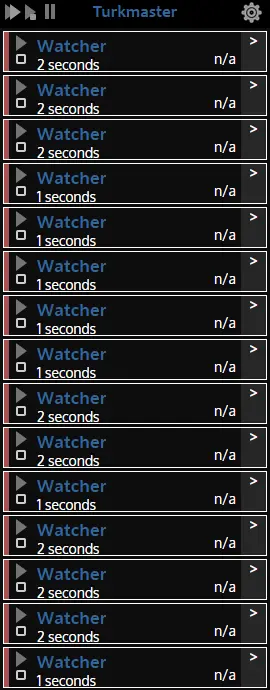 Turkmaster
Watcher
>
2 seconds
n/a
Watcher
>
2 seconds
n/a
Watcher
>
2 seconds
n/a
Watcher
>
1 seconds
n/a
Watcher
>
1 seconds
n/a
Watcher
>
1 seconds
n/a
Watcher
>
1 seconds
n/a
Watcher
>
1 seconds
n/a
Watcher
>
2 seconds
n/a
Watcher
>
2 seconds
n/a
Watcher
>
1 seconds
n/a
Watcher
>
2 seconds
n/a
Watcher
>
2 seconds
n/a
Watcher
>
2 seconds
n/a
Watcher
>
1 seconds
n/a